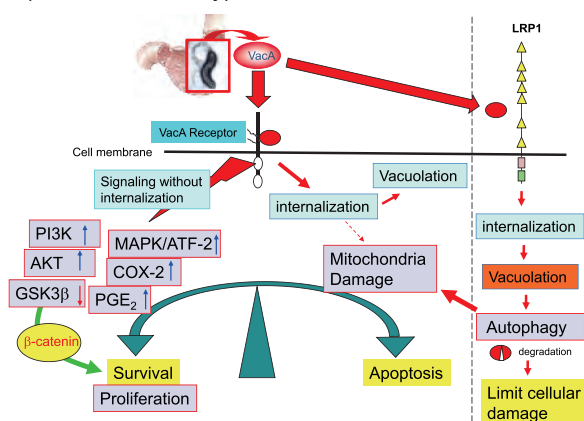 LRP1
VacA
VacA Receptor
Cell membrane
Signaling without
internalization
Vacuolation
internalization
internalization
PI3K
MAPK/ATF-2
AKT
COX-2
GSK3β
PGE2
Mitochondria
Damage
Vacuolation
Autophagy
degradation
β-catenin
Survival
Proliferation
Apoptosis
Limit cellular
damage